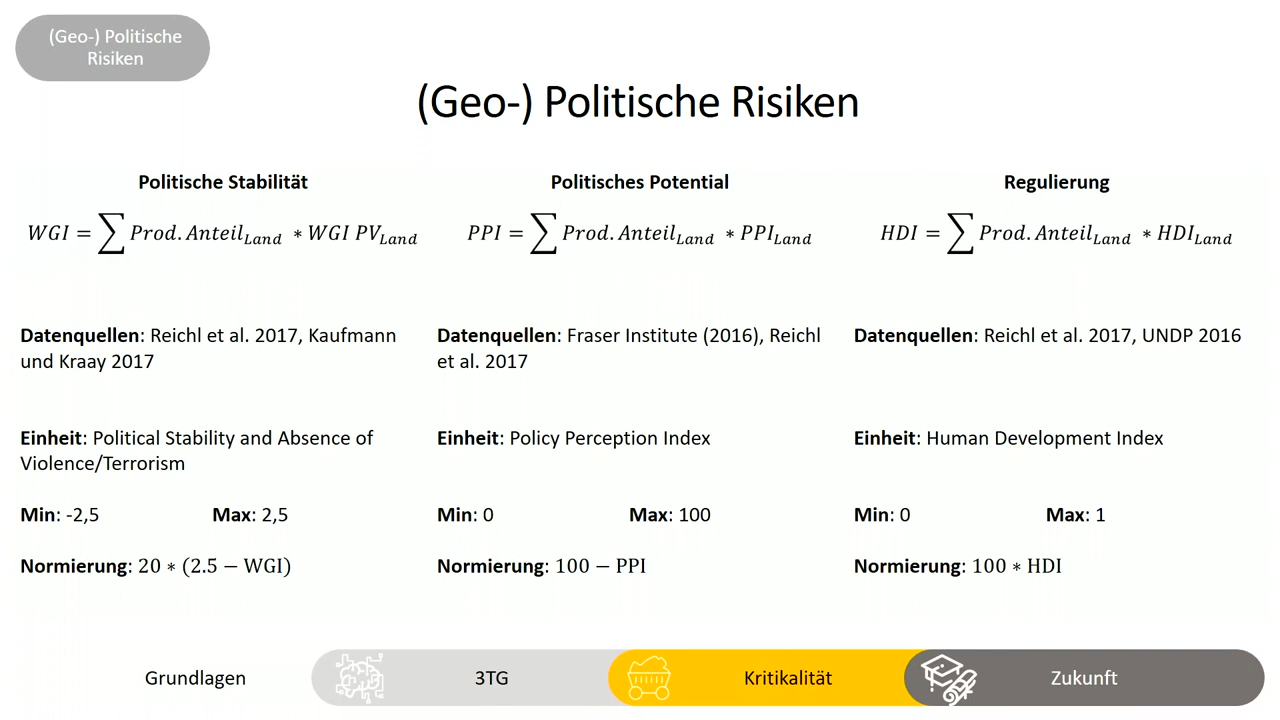 (Geo-) Politische
Risiken
(Geo-) Politische Risiken
Politische Stabilität
WGI = ∑ Prod. Anteil_Land * WGI PV_Land
Datenquellen: Reichl et al. 2017, Kaufmann
und Kraay 2017
Einheit: Political Stability and Absence of
Violence/Terrorism
Min: -2,5 Max: 2,5
Normierung: 20 * (2.5 − WGI)
Politisches Potential
PPI = ∑ Prod. Anteil_Land * PPI_Land
Datenquellen: Fraser Institute (2016), Reichl
et al. 2017
Einheit: Policy Perception Index
Min: 0 Max: 100
Normierung: 100 − PPI
Regulierung
HDI = ∑ Prod. Anteil_Land * HDI_Land
Datenquellen: Reichl et al. 2017, UNDP 2016
Einheit: Human Development Index
Min: 0 Max: 1
Normierung: 100 * HDI
Grundlagen 3TG Kritikalität Zukunft